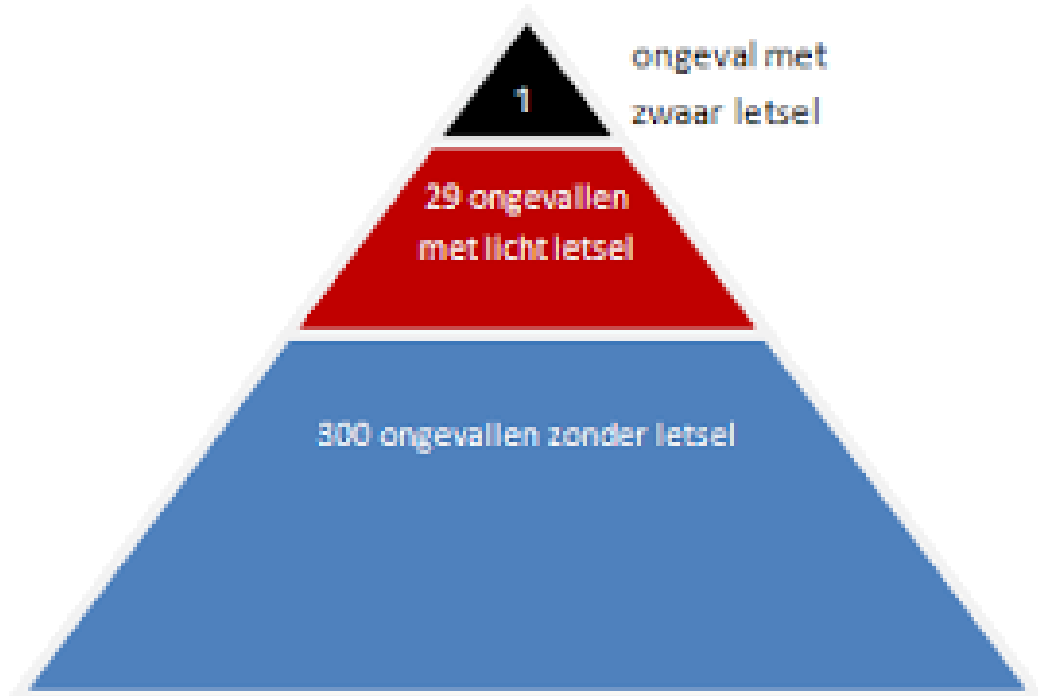 ongeval met
zwaar letsel
1
29 ongevallen
met licht letsel
300 ongevallen zonder letsel